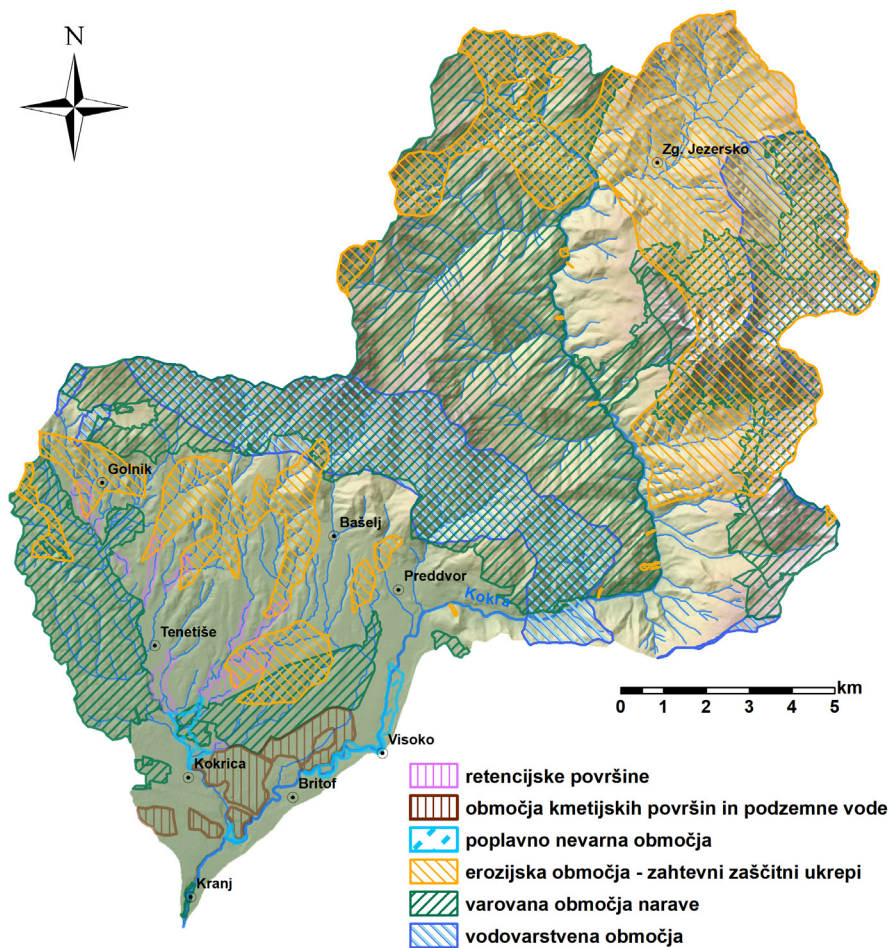 N
Zg. Jezersko
Golnik
Bašelj
Preddvor
Kokra
Tenetiše
km
0 1 2 3 4 5
Visoko
Kokrica
Britof
Kranj
retencijske površine
območja kmetijskih površin in podzemne vode
poplavno nevarna območja
erozijska območja - zahtevni zaščitni ukrepi
varovana območja narave
vodovarstvena območja